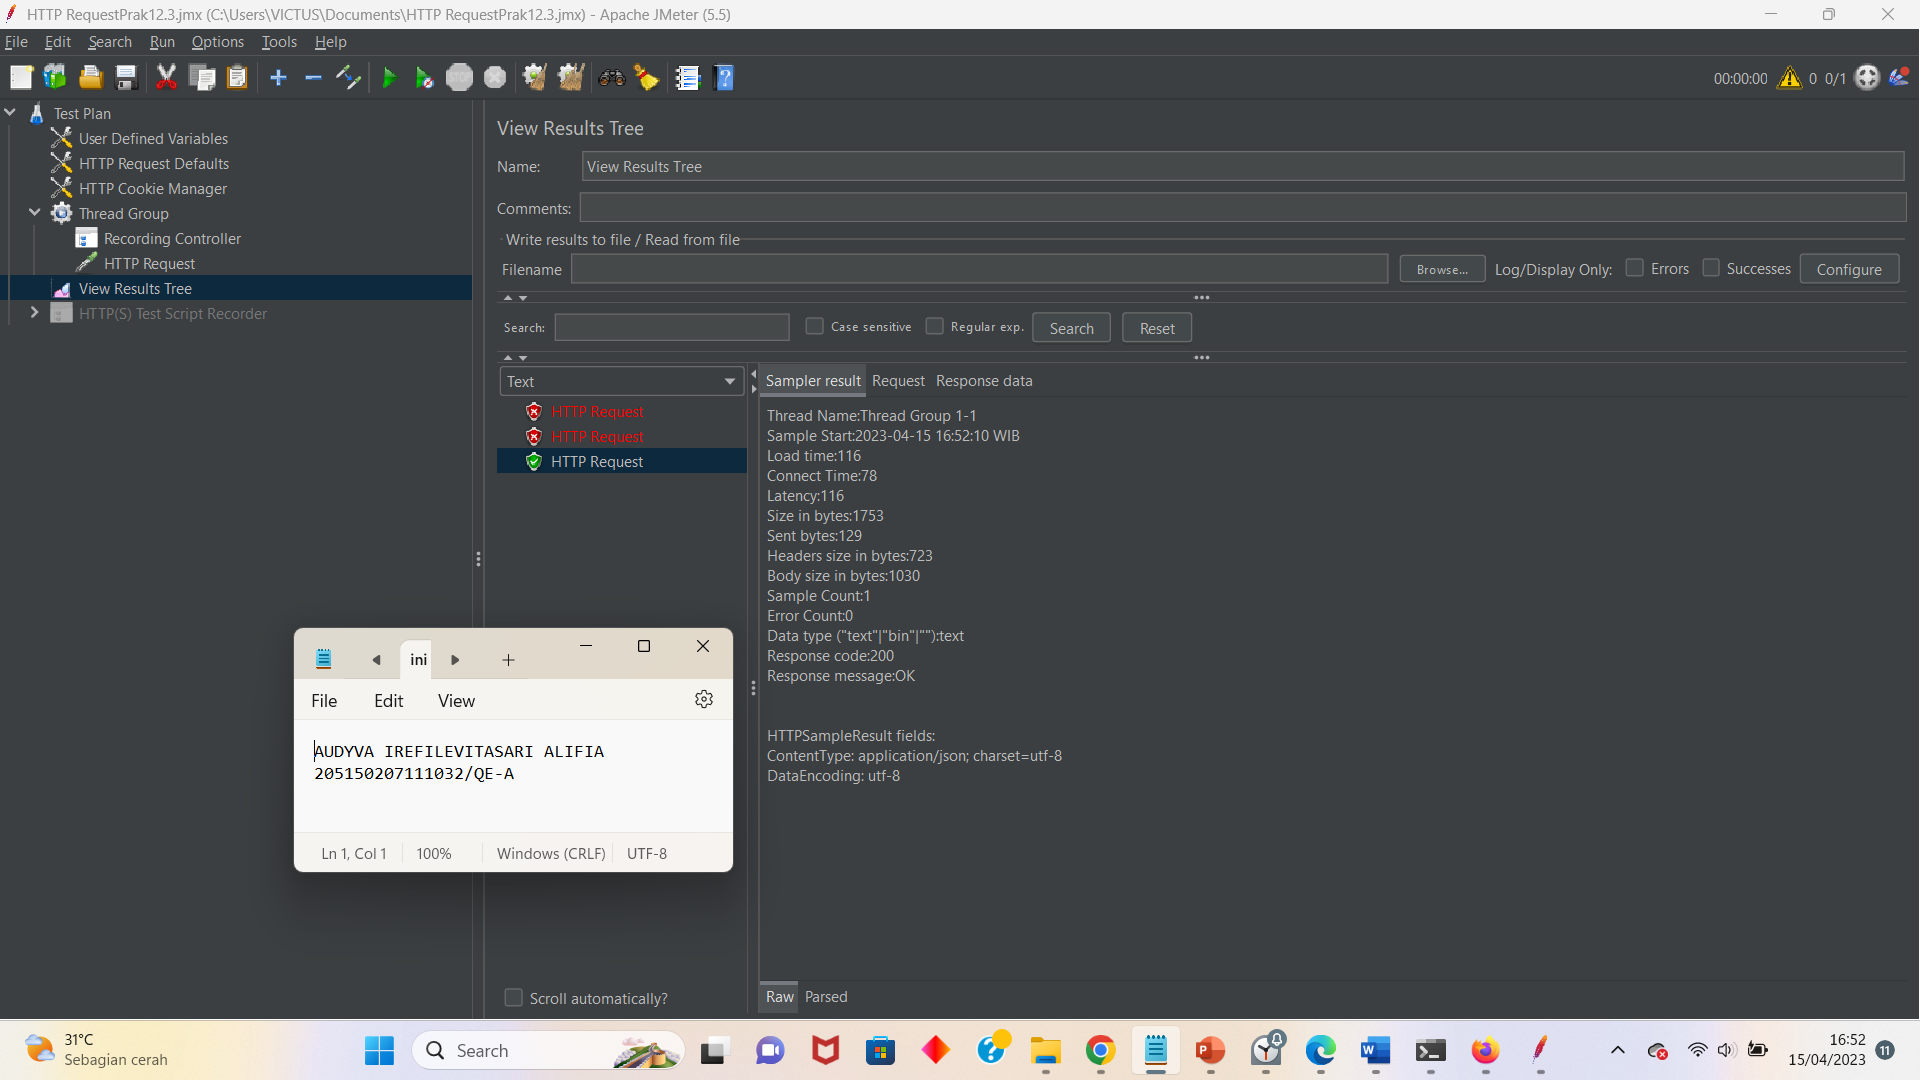 HTTP RequestPrak12.3.jmx (C:\Users\VICTUS\Documents\HTTP RequestPrak12.3.jmx) - Apache JMeter (5.5)
File Edit Search Run Options Tools Help
STOP
00:00:00 0 0/1
Test Plan
User Defined Variables
HTTP Request Defaults
HTTP Cookie Manager
Thread Group
Recording Controller
HTTP Request
View Results Tree
HTTP(S) Test Script Recorder
View Results Tree
Name: View Results Tree
Comments:
Write results to file / Read from file
Filename Browse... Log/Display Only: Errors Successes Configure
Search: Case sensitive Regular exp. Search Reset
Text
HTTP Request
HTTP Request
HTTP Request
Scroll automatically?
Sampler result Request Response data
Thread Name:Thread Group 1-1
Sample Start:2023-04-15 16:52:10 WIB
Load time:116
Connect Time:78
Latency:116
Size in bytes:1753
Sent bytes:129
Headers size in bytes:723
Body size in bytes:1030
Sample Count:1
Error Count:0
Data type ("text"|"bin"|""):text
Response code:200
Response message:OK
HTTPSampleResult fields:
ContentType: application/json; charset=utf-8
DataEncoding: utf-8
Raw Parsed
ini
File Edit View
AUDYVA IREFILEVITASARI ALIFIA
205150207111032/QE-A
Ln 1, Col 1 100% Windows (CRLF) UTF-8
31°C
Sebagian cerah
Search
16:52
15/04/2023
11